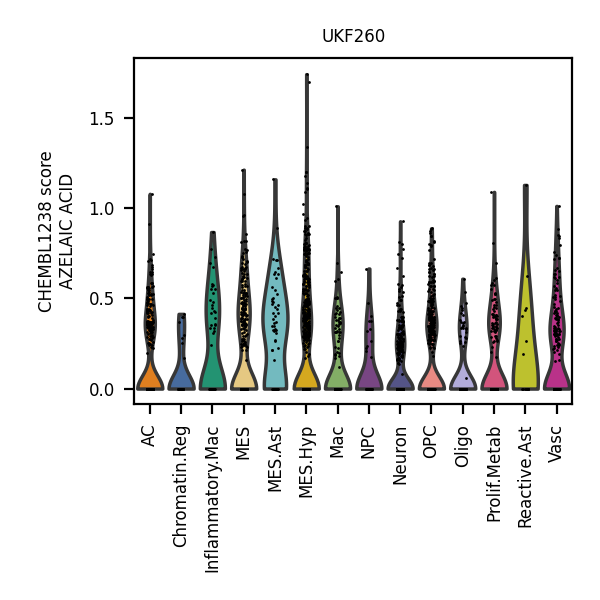 UKF260
CHEMBL1238 score
AZELAIC ACID
1.5
1.0
0.5
0.0
AC
Chromatin.Reg
Inflammatory.Mac
MES
MES.Ast
MES.Hyp
Mac
NPC
Neuron
OPC
Oligo
Prolif.Metab
Reactive.Ast
Vasc